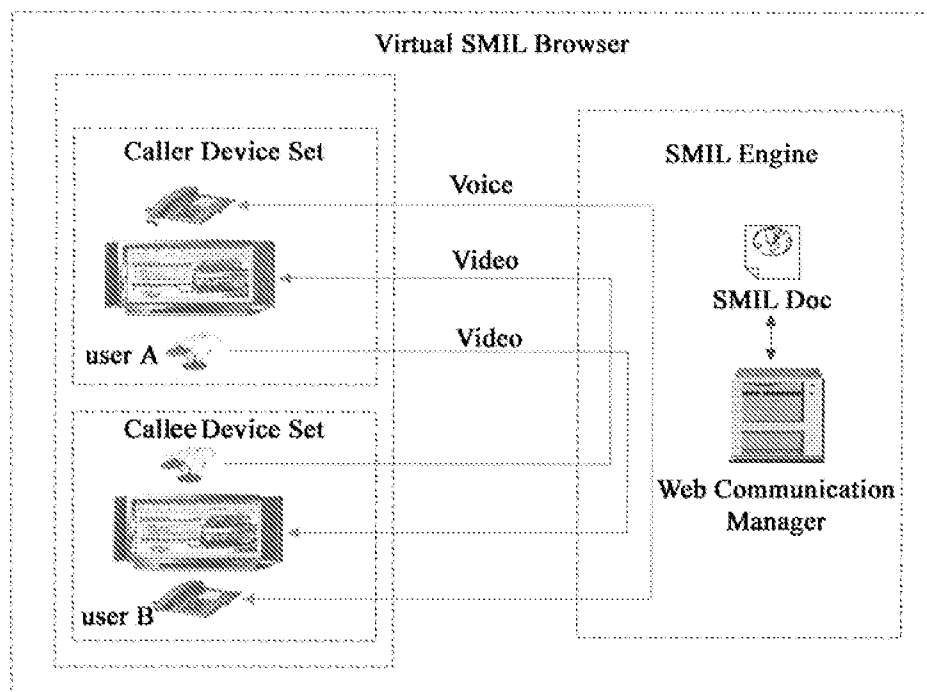 Virtual SMIL Browser
Caller Device Set
SMIL Engine
Voice
Video
SMIL Doc
Video
user A
Callee Device Set
Web Communication
Manager
user B